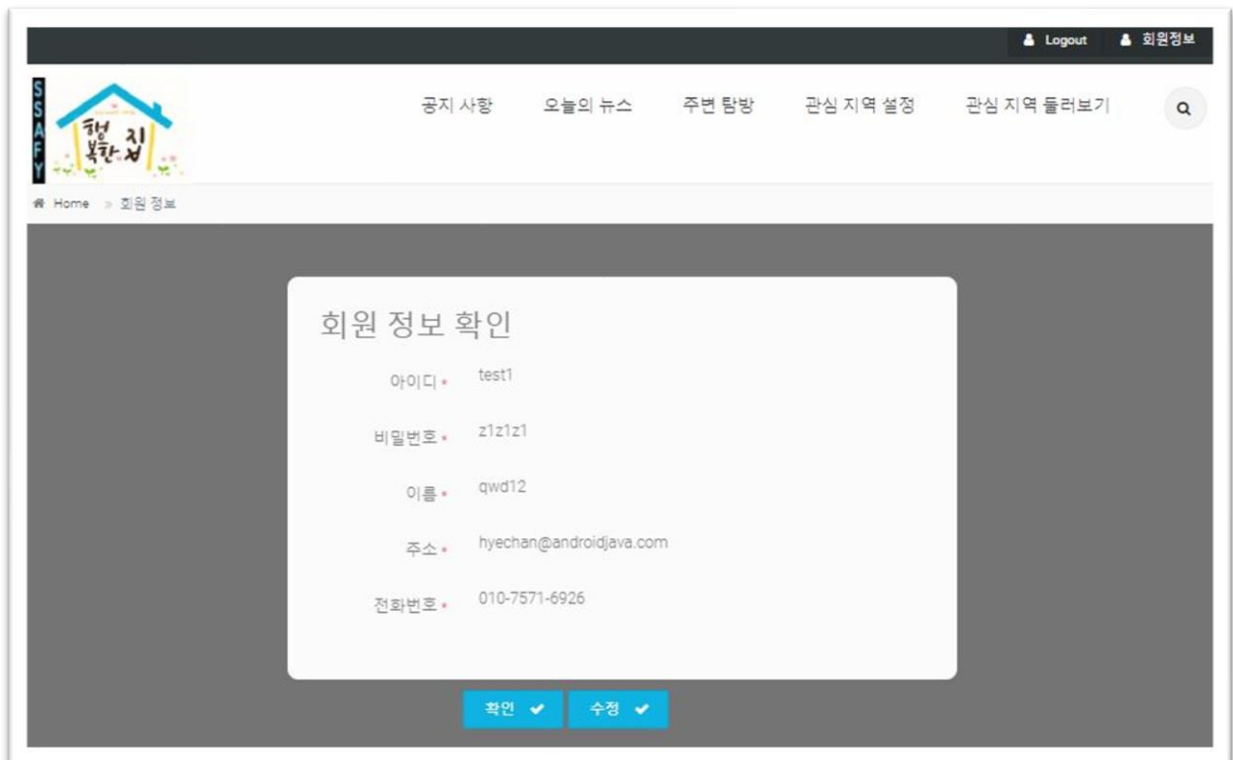 Logout 회원정보
SSAFY
행복한 집
공지 사항 오늘의 뉴스 주변 탐방 관심 지역 설정 관심 지역 둘러보기
Home » 회원 정보
회원 정보 확인
아이디 * test1
비밀번호 * z1z1z1
이름 * qwd12
주소 * hyechan@androidjava.com
전화번호 * 010-7571-6926
확인 수정